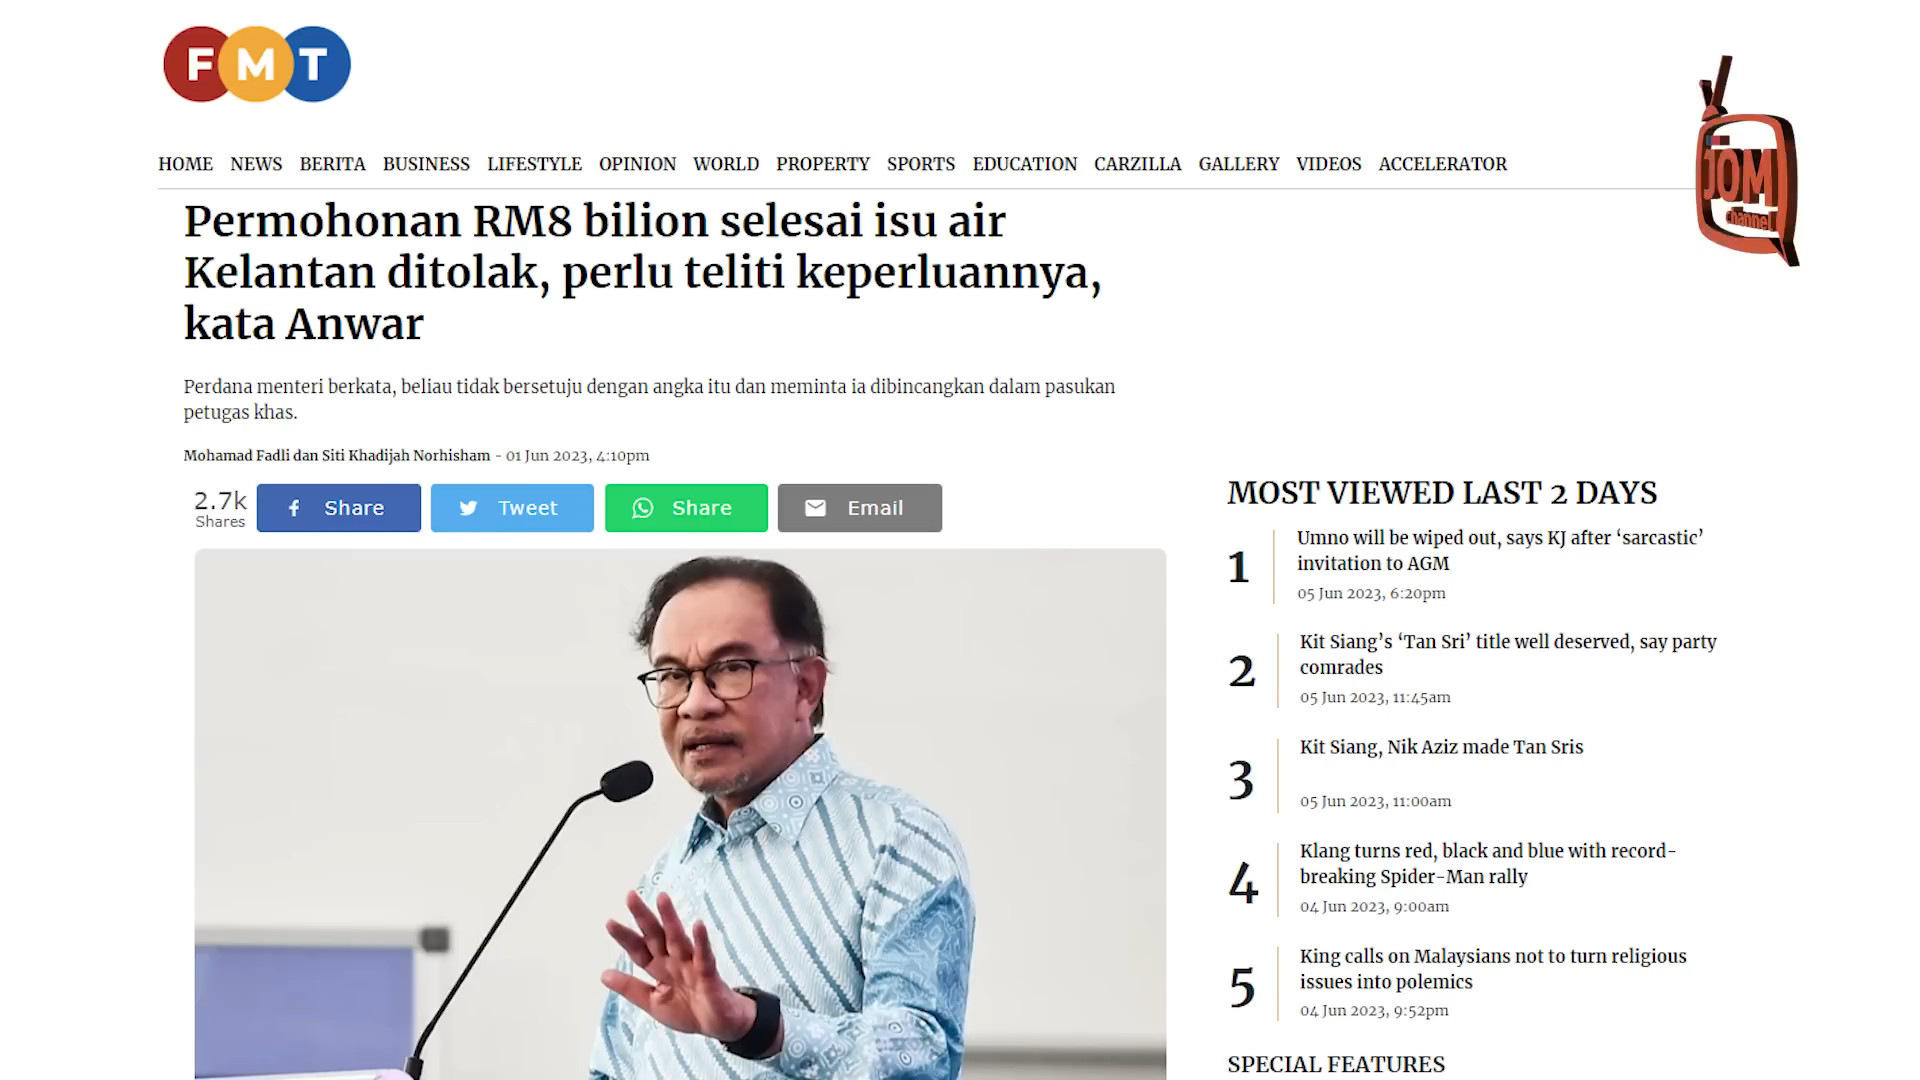 FMT
JOM
channel
HOME NEWS BERITA BUSINESS LIFESTYLE OPINION WORLD PROPERTY SPORTS EDUCATION CARZILLA GALLERY VIDEOS ACCELERATOR
Permohonan RM8 bilion selesai isu air
Kelantan ditolak, perlu teliti keperluannya,
kata Anwar
Perdana menteri berkata, beliau tidak bersetuju dengan angka itu dan meminta ia dibincangkan dalam pasukan
petugas khas.
Mohamad Fadli dan Siti Khadijah Norhisham - 01 Jun 2023, 4:10pm
2.7k
Shares
Share
Tweet
Share
Email
MOST VIEWED LAST 2 DAYS
1
Umno will be wiped out, says KJ after ‘sarcastic’
invitation to AGM
05 Jun 2023, 6:20pm
2
Kit Siang’s ‘Tan Sri’ title well deserved, say party
comrades
05 Jun 2023, 11:45am
3
Kit Siang, Nik Aziz made Tan Sris
05 Jun 2023, 11:00am
4
Klang turns red, black and blue with record-
breaking Spider-Man rally
04 Jun 2023, 9:00am
5
King calls on Malaysians not to turn religious
issues into polemics
04 Jun 2023, 9:52pm
SPECIAL FEATURES